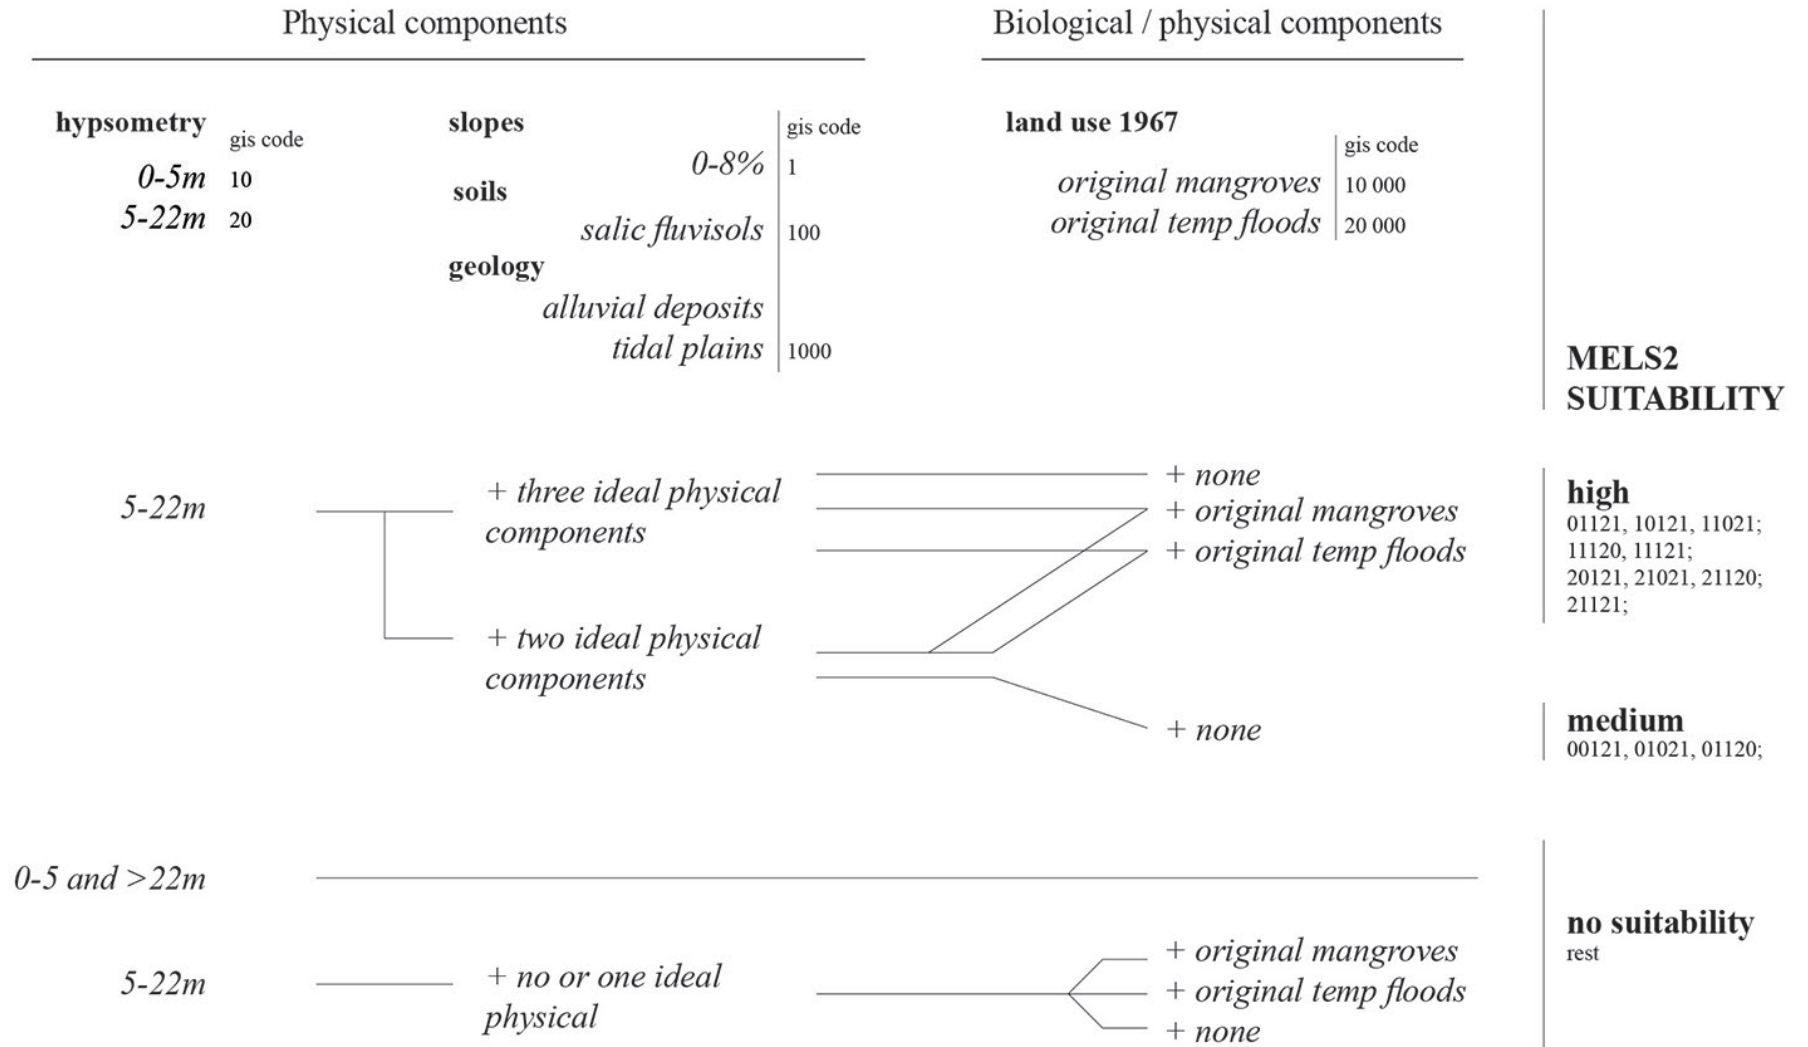 Physical components
Biological / physical components
hypsometry
gis code
0-5m 10
5-22m 20
slopes
gis code
0-8% 1
soils
salic fluvisols 100
geology
alluvial deposits
tidal plains 1000
land use 1967
gis code
original mangroves 10 000
original temp floods 20 000
MELS2
SUITABILITY
5-22m
+ three ideal physical
components
+ two ideal physical
components
+ none
+ original mangroves
+ original temp floods
+ none
high
01121, 10121, 11021;
11120, 11121;
20121, 21021, 21120;
21121;
medium
00121, 01021, 01120;
0-5 and >22m
5-22m
+ no or one ideal
physical
+ original mangroves
+ original temp floods
+ none
no suitability
rest